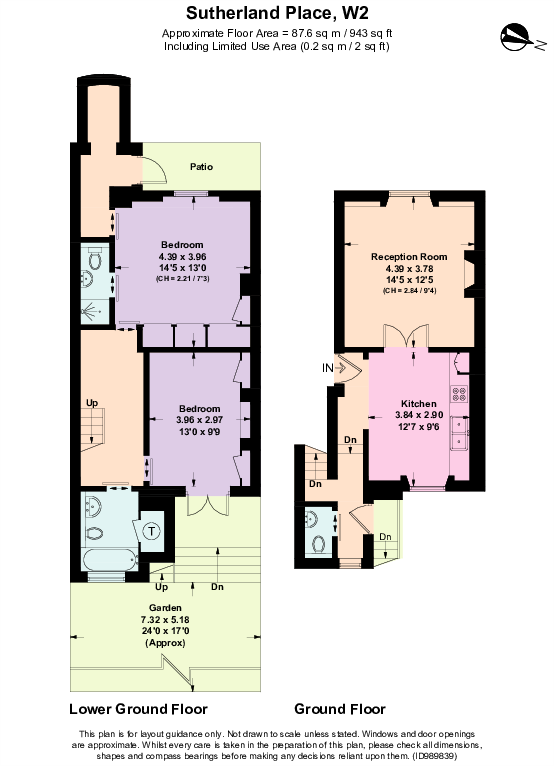 Sutherland Place, W2
Approximate Floor Area = 87.6 sq m / 943 sq ft
Including Limited Use Area (0.2 sq m / 2 sq ft)
N
Patio
Bedroom
4.39 x 3.96
14'5 x 13'0
(CH = 2.21 / 7'3)
Reception Room
4.39 x 3.78
14'5 x 12'5
(CH = 2.84 / 9'4)
IN
Up
Bedroom
3.96 x 2.97
13'0 x 9'9
Kitchen
3.84 x 2.90
12'7 x 9'6
Dn
Dn
T
Dn
Up
Dn
Garden
7.32 x 5.18
24'0 x 17'0
(Approx)
Lower Ground Floor
Ground Floor
This plan is for layout guidance only. Not drawn to scale unless stated. Windows and door openings
are approximate. Whilst every care is taken in the preparation of this plan, please check all dimensions,
shapes and compass bearings before making any decisions reliant upon them. (ID989839)